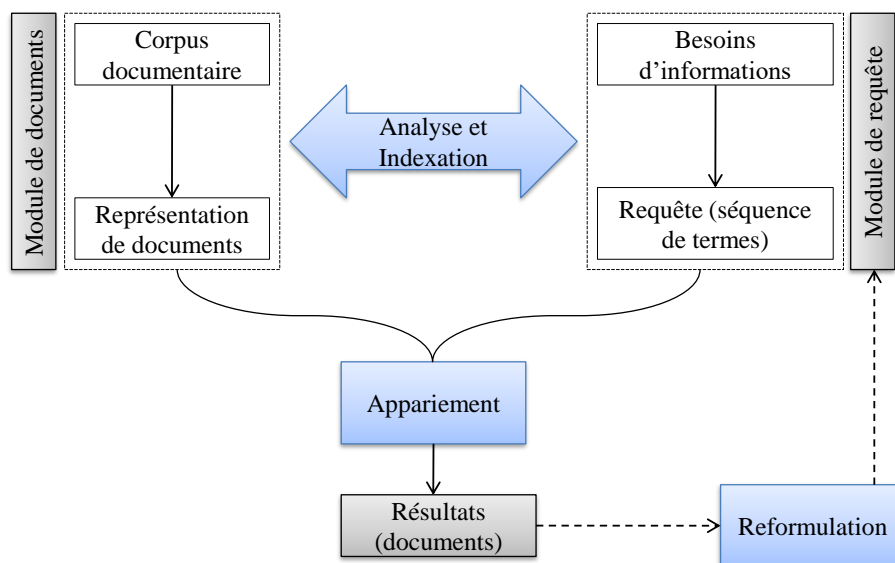 Module de documents
Corpus
documentaire
Représentation
de documents
Analyse et
Indexation
Besoins
d’informations
Requête (séquence
de termes)
Module de requête
Appariement
Résultats
(documents)
Reformulation